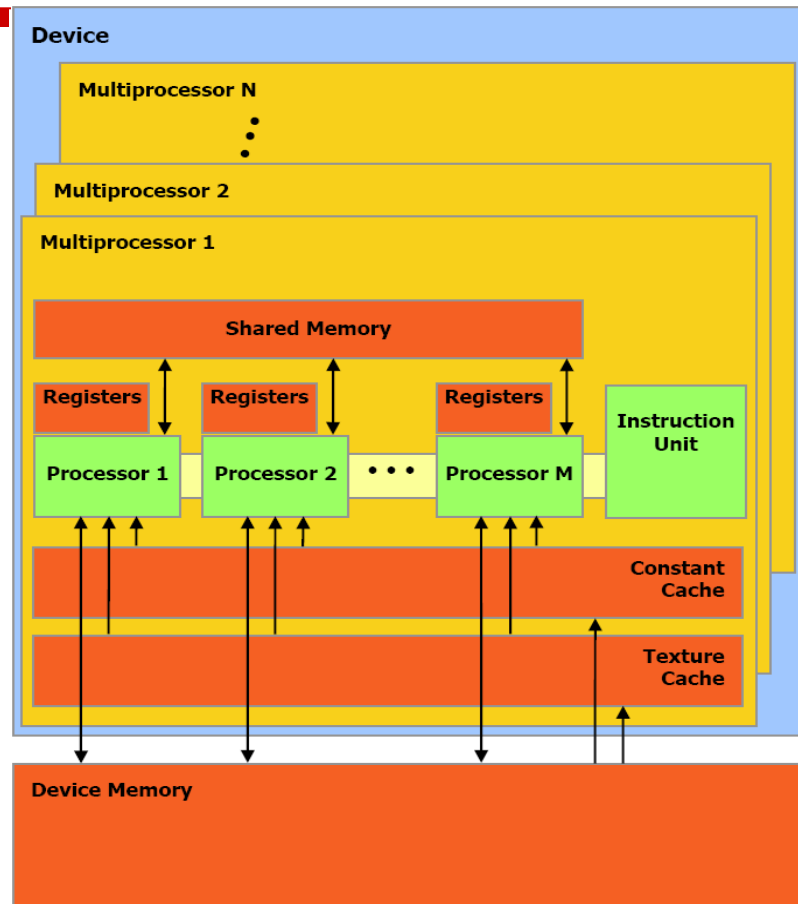 Device
Multiprocessor N
Multiprocessor 2
Multiprocessor 1
Shared Memory
Registers
Registers
Registers
Instruction
Unit
Processor 1
Processor 2
Processor M
Constant
Cache
Texture
Cache
Device Memory